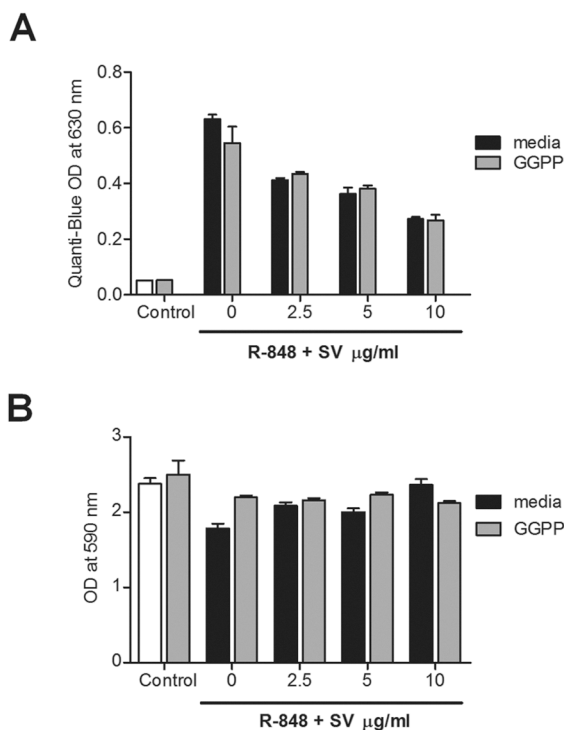 A
Quanti-Blue OD at 630 nm
0.8
0.6
0.4
0.2
0.0
media
GGPP
Control 0 2.5 5 10
R-848 + SV μg/ml
B
OD at 590 nm
3
2
1
0
media
GGPP
Control 0 2.5 5 10
R-848 + SV μg/ml